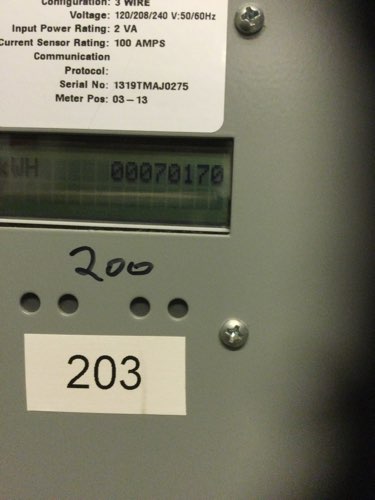 Configuration: 3 WIRE
Voltage: 120/208/240 V:50/60Hz
Input Power Rating: 2 VA
Current Sensor Rating: 100 AMPS
Communication
Protocol:
Serial No: 1319TMAJ0275
Meter Pos: 03-13
kWH 00070170
200
203